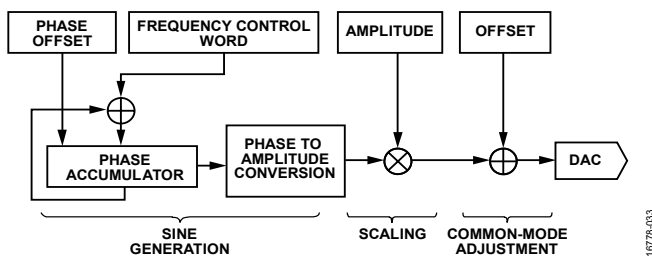 PHASE
OFFSET
FREQUENCY CONTROL
WORD
AMPLITUDE
OFFSET
PHASE
ACCUMULATOR
PHASE TO
AMPLITUDE
CONVERSION
DAC
SINE
GENERATION
SCALING
COMMON-MODE
ADJUSTMENT
16778-033